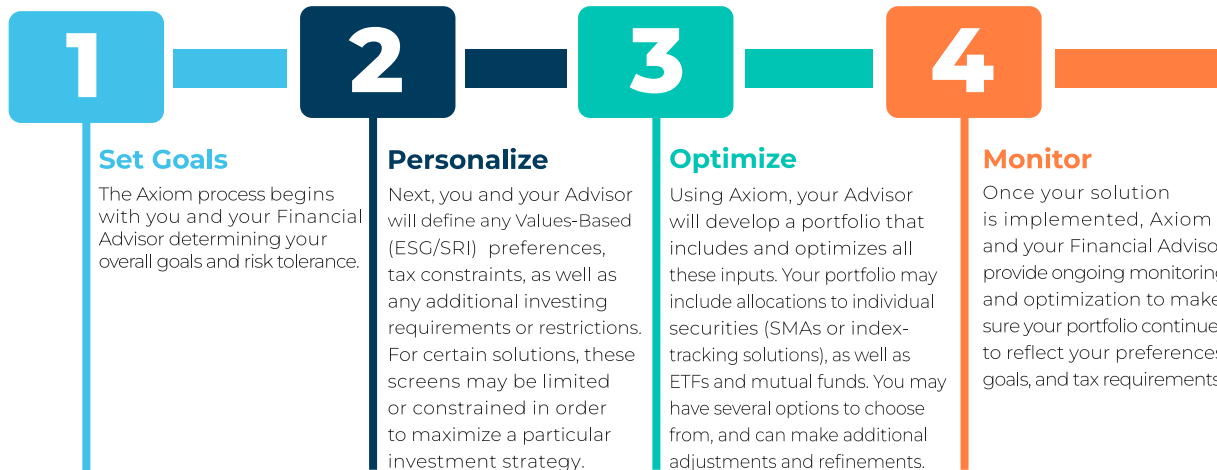 1
2
3
4
Set Goals
The Axiom process begins
with you and your Financial
Advisor determining your
overall goals and risk tolerance.
Personalize
Next, you and your Advisor
will define any Values-Based
(ESG/SRI) preferences,
tax constraints, as well as
any additional investing
requirements or restrictions.
For certain solutions, these
screens may be limited
or constrained in order
to maximize a particular
investment strategy.
Optimize
Using Axiom, your Advisor
will develop a portfolio that
includes and optimizes all
these inputs. Your portfolio may
include allocations to individual
securities (SMAs or index-
tracking solutions), as well as
ETFs and mutual funds. You may
have several options to choose
from, and can make additional
adjustments and refinements.
Monitor
Once your solution
is implemented, Axiom
and your Financial Adviso
provide ongoing monitoring
and optimization to make
sure your portfolio continue
to reflect your preferences
goals, and tax requirements